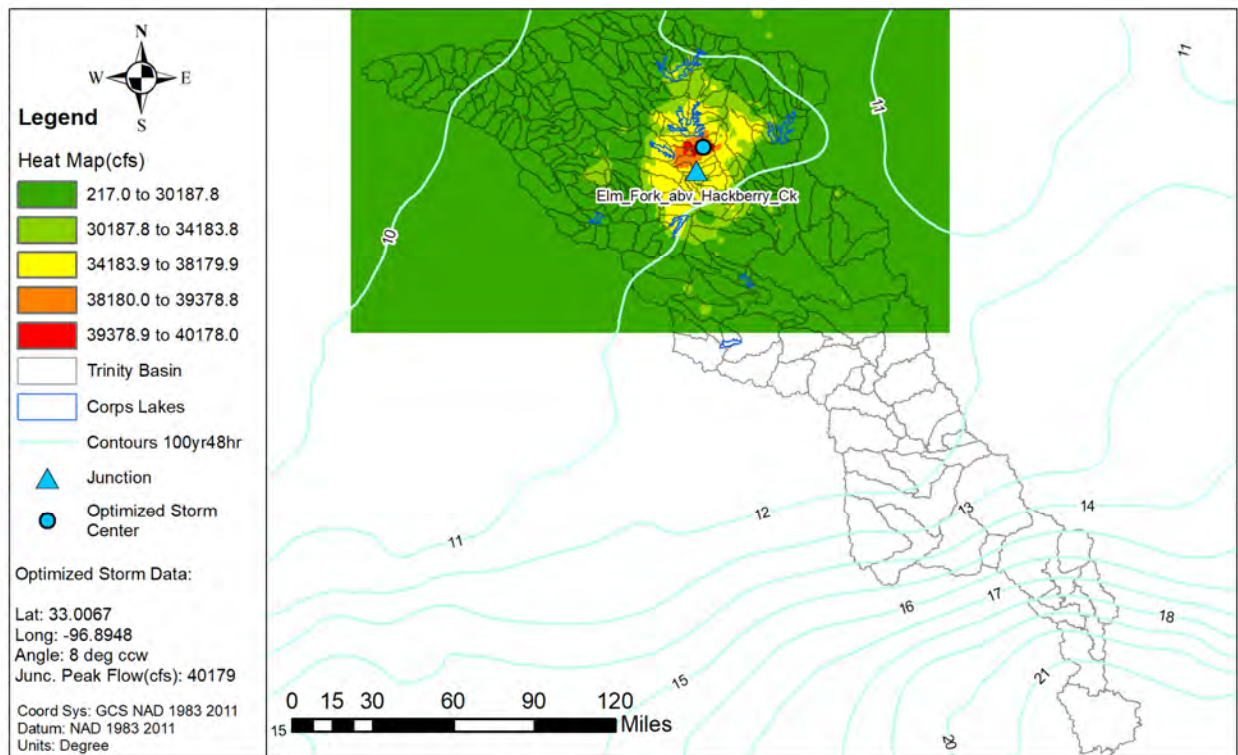 N
W E
S
Legend
Heat Map(cfs)
217.0 to 30187.8
30187.8 to 34183.8
34183.9 to 38179.9
38180.0 to 39378.8
39378.9 to 40178.0
Trinity Basin
Corps Lakes
Contours 100yr48hr
Junction
Optimized Storm
Center
Optimized Storm Data:
Lat: 33.0067
Long: -96.8948
Angle: 8 deg ccw
Junc. Peak Flow(cfs): 40179
Coord Sys: GCS NAD 1983 2011
Datum: NAD 1983 2011
Units: Degree
11
11
Elm_Fork_abv_Hackberry_Ck
10
12
13
14
11
16
17
18
15
21
20
15
0 15 30 60 90 120
Miles